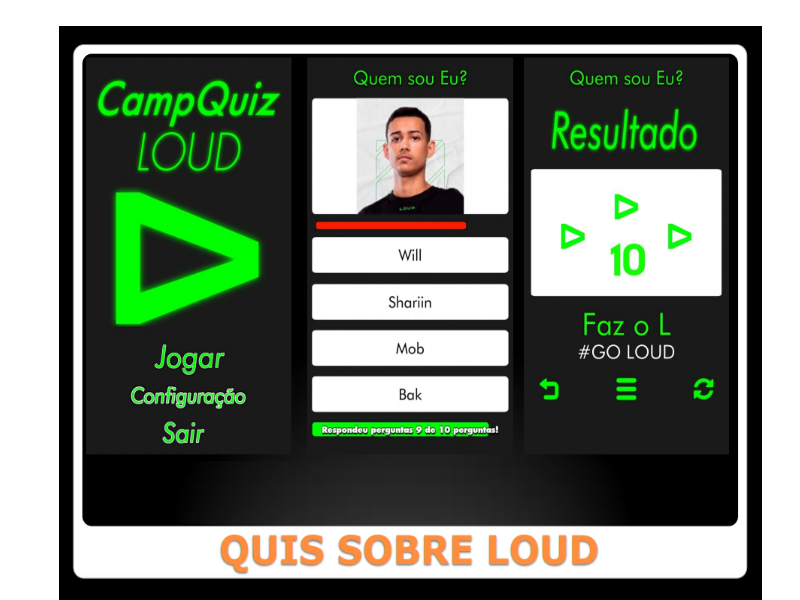 CampQuiz
LOUD
Jogar
Configuração
Sair
Quem sou Eu?
LOUD
Will
Shariin
Mob
Bak
Respondeu perguntas 9 de 10 perguntas!
Quem sou Eu?
Resultado
10
Faz o L
#GO LOUD
QUIS SOBRE LOUD